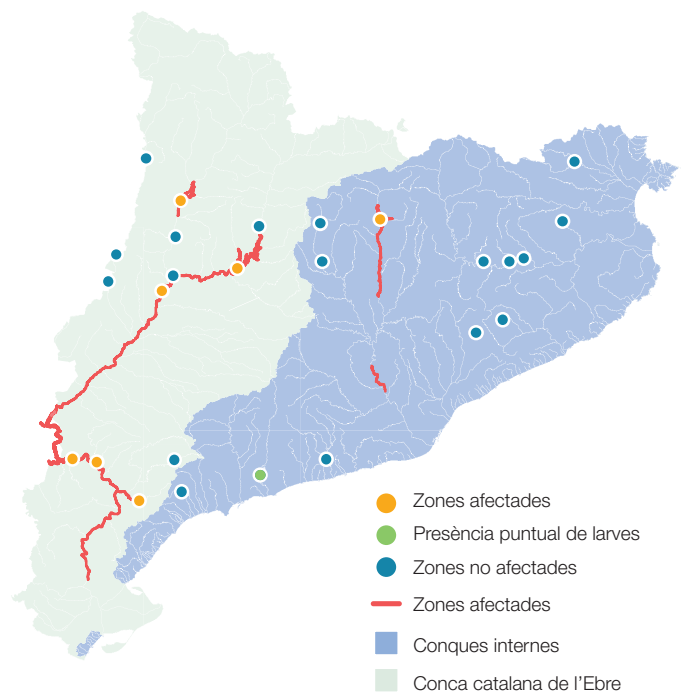 Zones afectades
Presència puntual de larves
Zones no afectades
Zones afectades
Conques internes
Conca catalana de l’Ebre